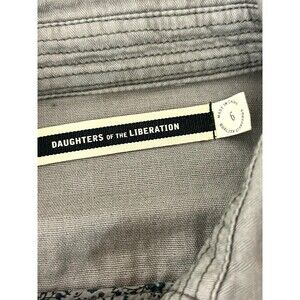 DAUGHTERS OF THE LIBERATION
6